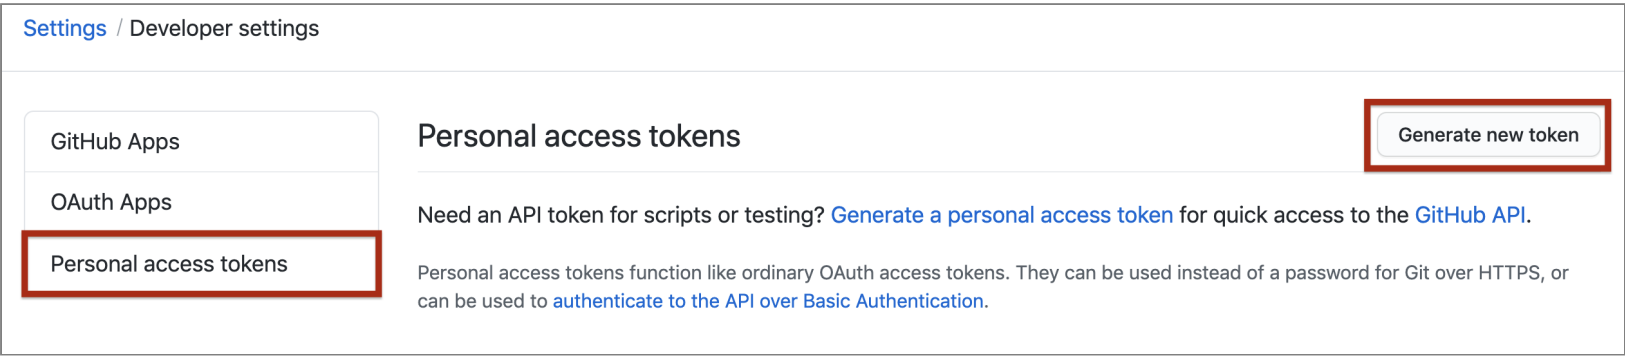 Settings / Developer settings
GitHub Apps
OAuth Apps
Personal access tokens
Personal access tokens
Generate new token
Need an API token for scripts or testing? Generate a personal access token for quick access to the GitHub API.
Personal access tokens function like ordinary OAuth access tokens. They can be used instead of a password for Git over HTTPS, or
can be used to authenticate to the API over Basic Authentication.